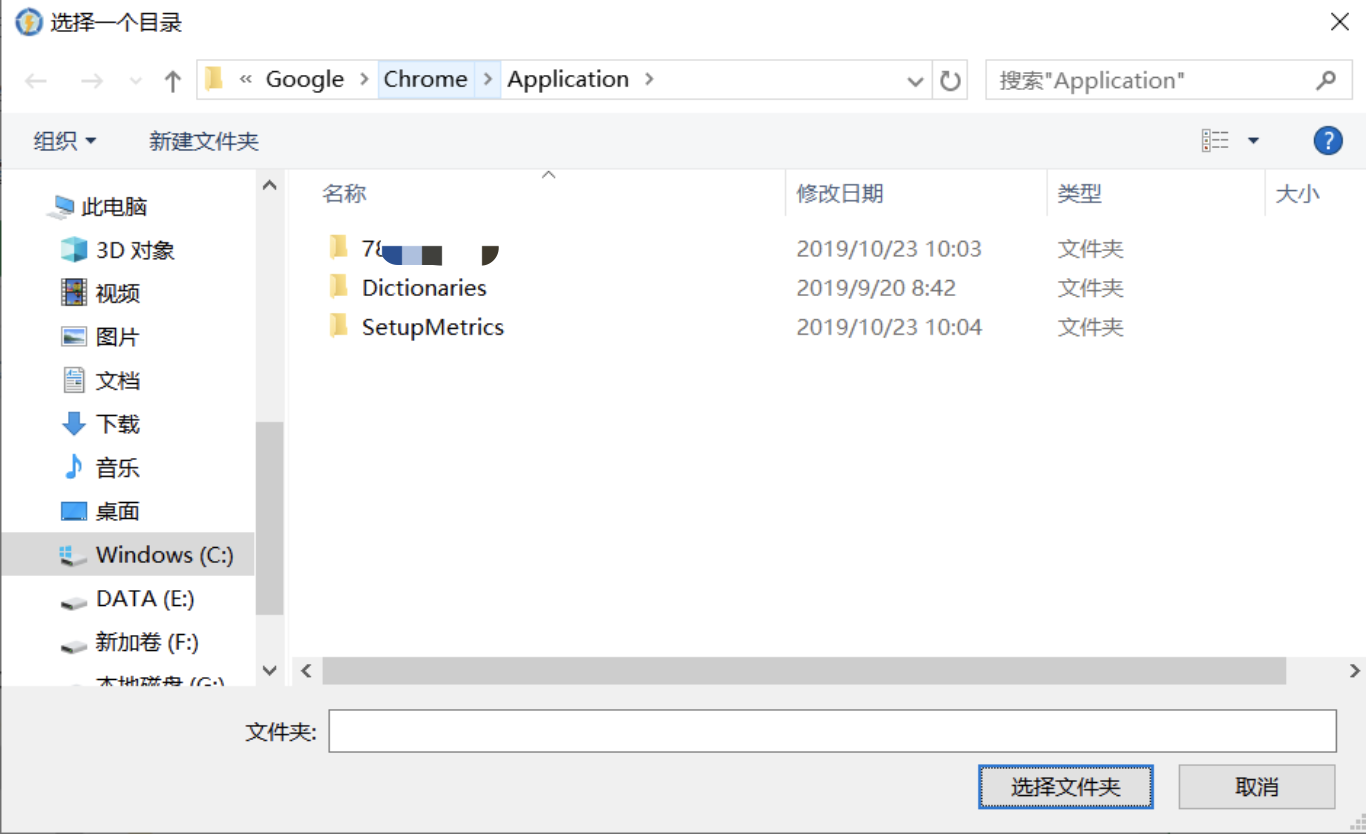 选择一个目录
« Google > Chrome > Application >
搜索"Application"
组织
新建文件夹
?
名称
修改日期
类型
大小
此电脑
3D 对象
视频
图片
文档
下载
音乐
桌面
Windows (C:)
DATA (E:)
新加卷 (F:)
本地磁盘 (G:)
2019/10/23 10:03
文件夹
Dictionaries
2019/9/20 8:42
文件夹
SetupMetrics
2019/10/23 10:04
文件夹
文件夹:
选择文件夹
取消